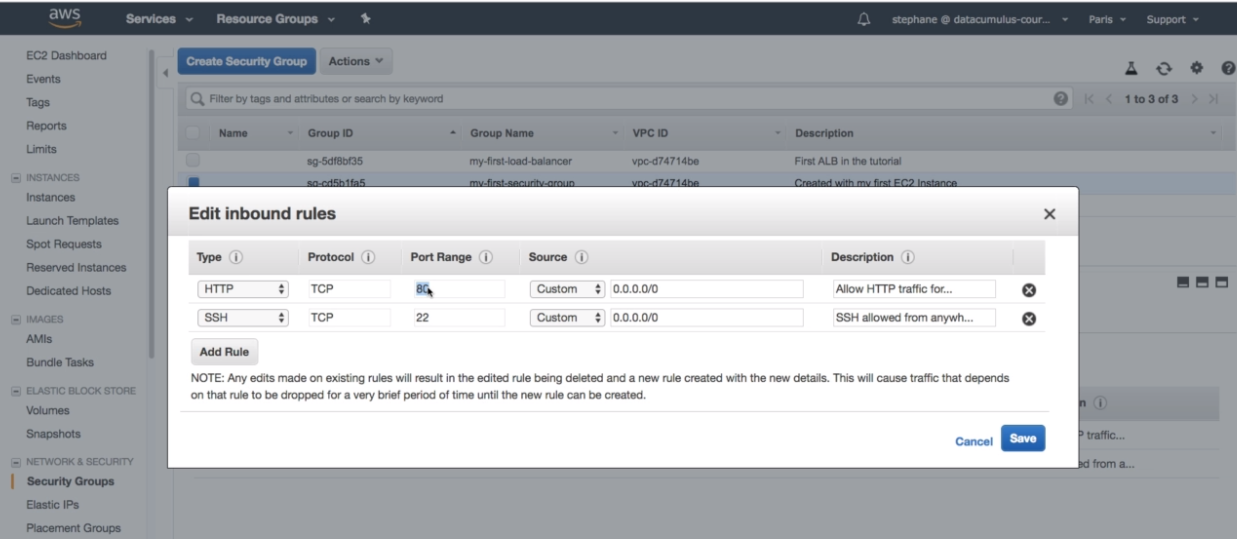 aws Services Resource Groups stephane @ datacumulus-cour... Paris Support
EC2 Dashboard
Events
Tags
Reports
Limits
INSTANCES
Instances
Launch Templates
Spot Requests
Reserved Instances
Dedicated Hosts
IMAGES
AMIs
Bundle Tasks
ELASTIC BLOCK STORE
Volumes
Snapshots
NETWORK & SECURITY
Security Groups
Elastic IPs
Placement Groups
Create Security Group Actions
Filter by tags and attributes or search by keyword 1 to 3 of 3
Name Group ID Group Name VPC ID Description
sg-5df8bf35 my-first-load-balancer vpc-d74714be First ALB in the tutorial
sg-cd5b1fa5 my-first-security-group vpc-d74714be Created with my first EC2 Instance
Edit inbound rules
Type Protocol Port Range Source Description
HTTP TCP 80 Custom 0.0.0.0/0 Allow HTTP traffic for...
SSH TCP 22 Custom 0.0.0.0/0 SSH allowed from anywh...
Add Rule
NOTE: Any edits made on existing rules will result in the edited rule being deleted and a new rule created with the new details. This will cause traffic that depends
on that rule to be dropped for a very brief period of time until the new rule can be created.
Cancel Save
n
P traffic...
ed from a...